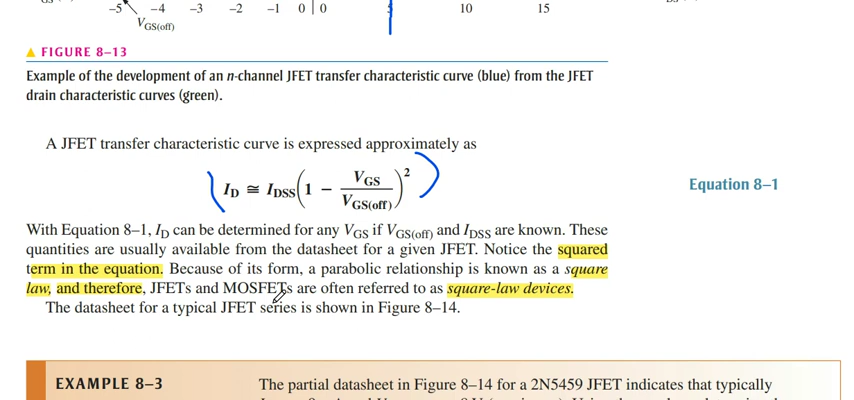 -5 -4 -3 -2 -1 0 0 5 10 15
VGS(off)
▲ FIGURE 8–13
Example of the development of an n-channel JFET transfer characteristic curve (blue) from the JFET
drain characteristic curves (green).
A JFET transfer characteristic curve is expressed approximately as
ID ≅ IDSS(1 − VGS/VGS(off))²
Equation 8–1
With Equation 8–1, ID can be determined for any VGS if VGS(off) and IDSS are known. These
quantities are usually available from the datasheet for a given JFET. Notice the squared
term in the equation. Because of its form, a parabolic relationship is known as a square
law, and therefore, JFETs and MOSFETs are often referred to as square-law devices.
The datasheet for a typical JFET series is shown in Figure 8–14.
EXAMPLE 8–3
The partial datasheet in Figure 8–14 for a 2N5459 JFET indicates that typically